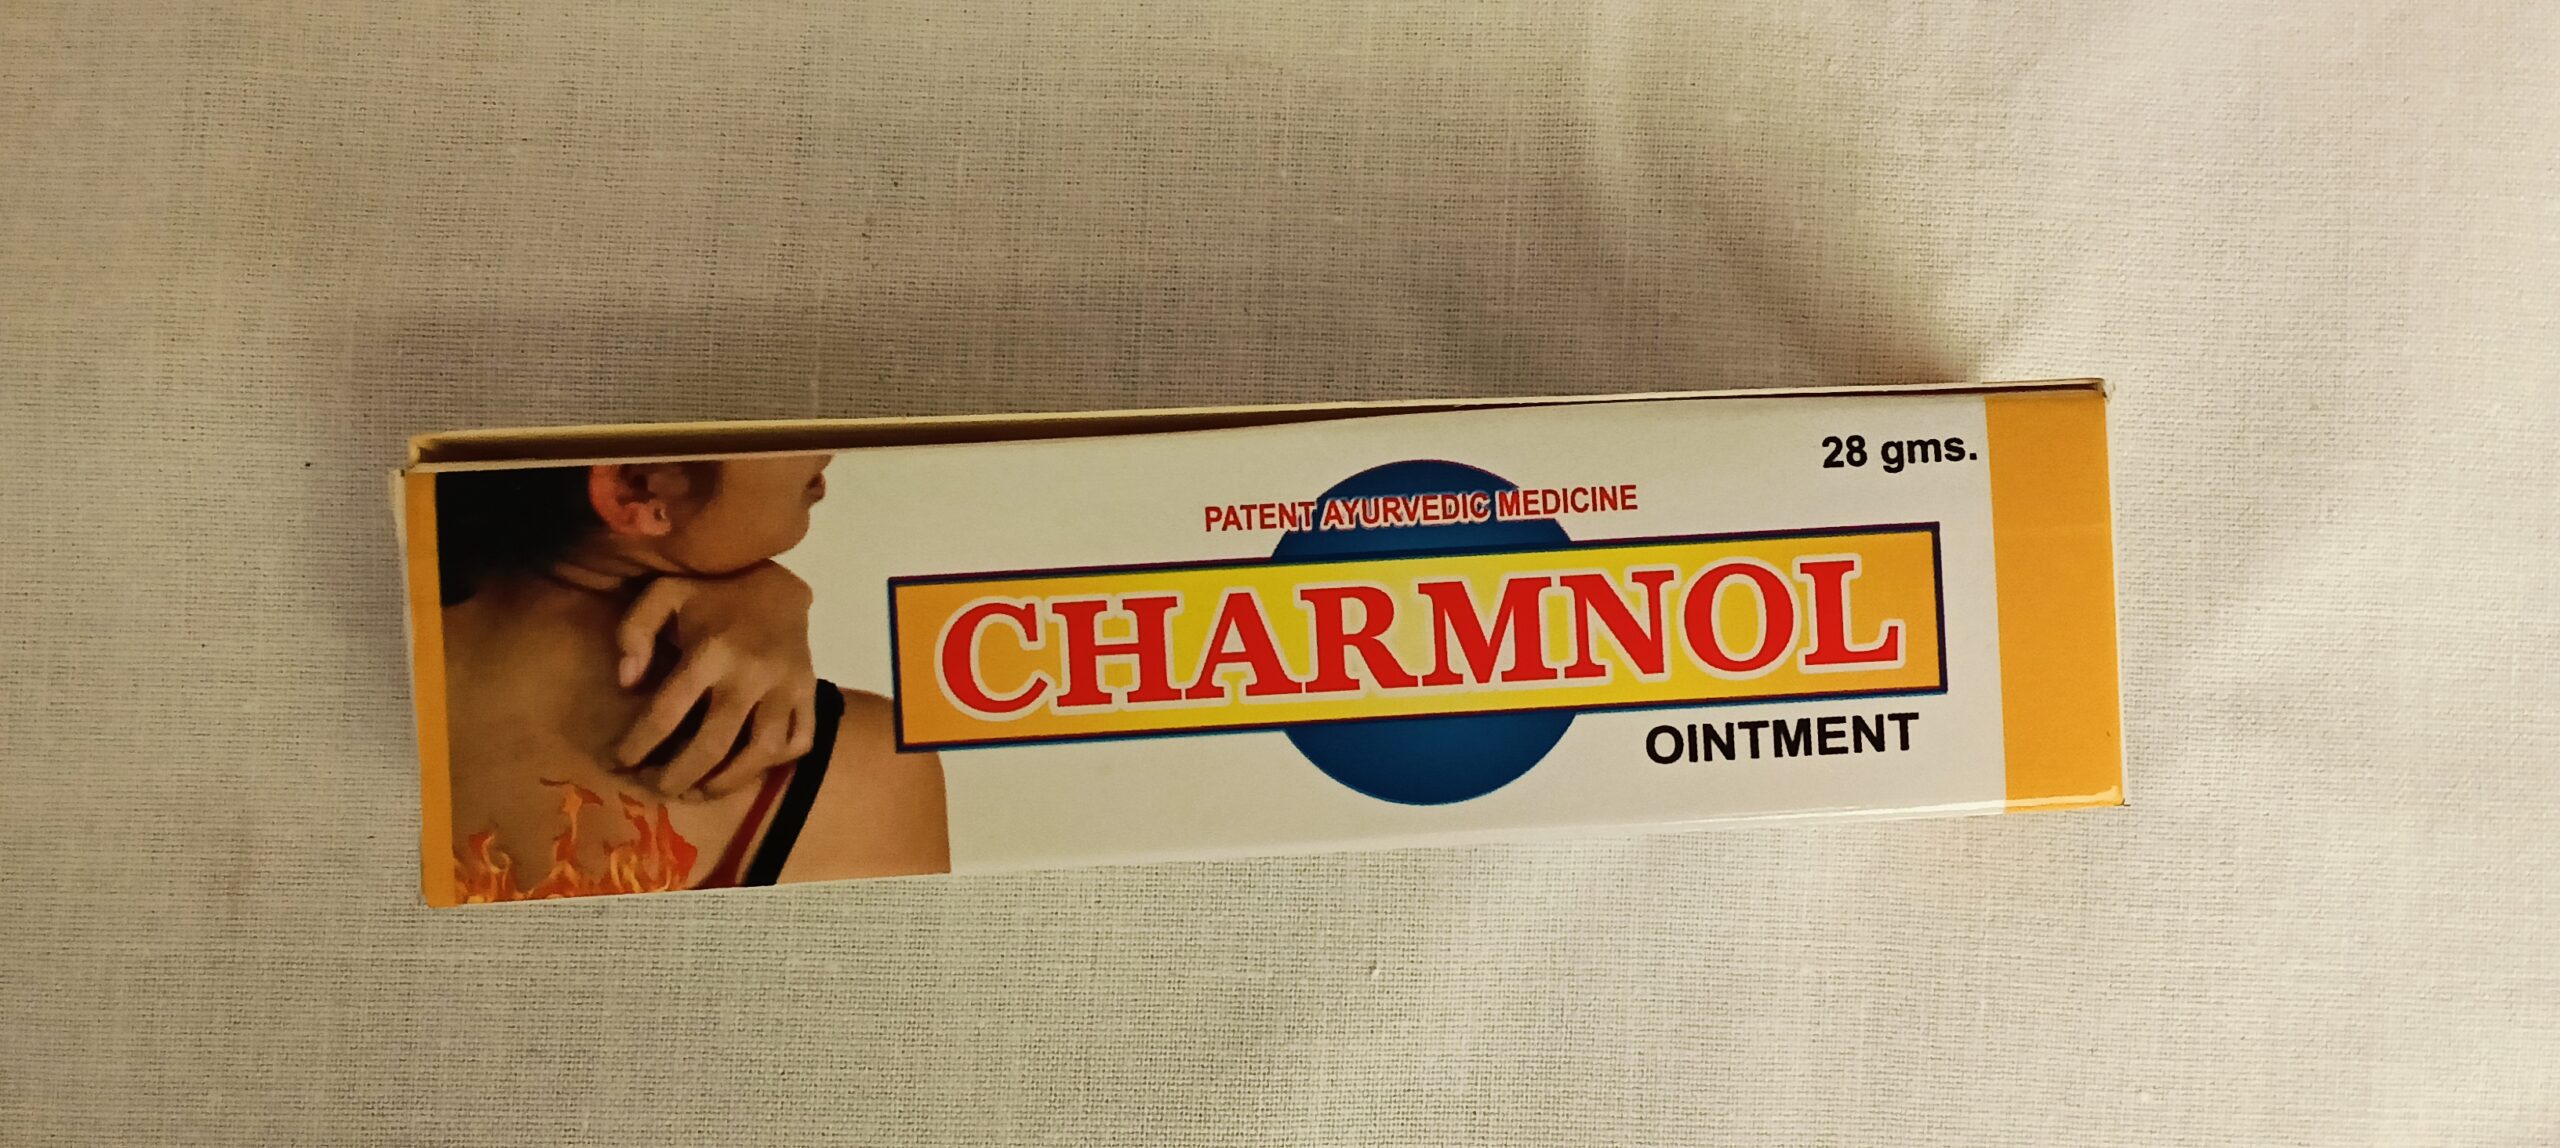 28 gms.
PATENT AYURVEDIC MEDICINE
CHARMNOL
OINTMENT